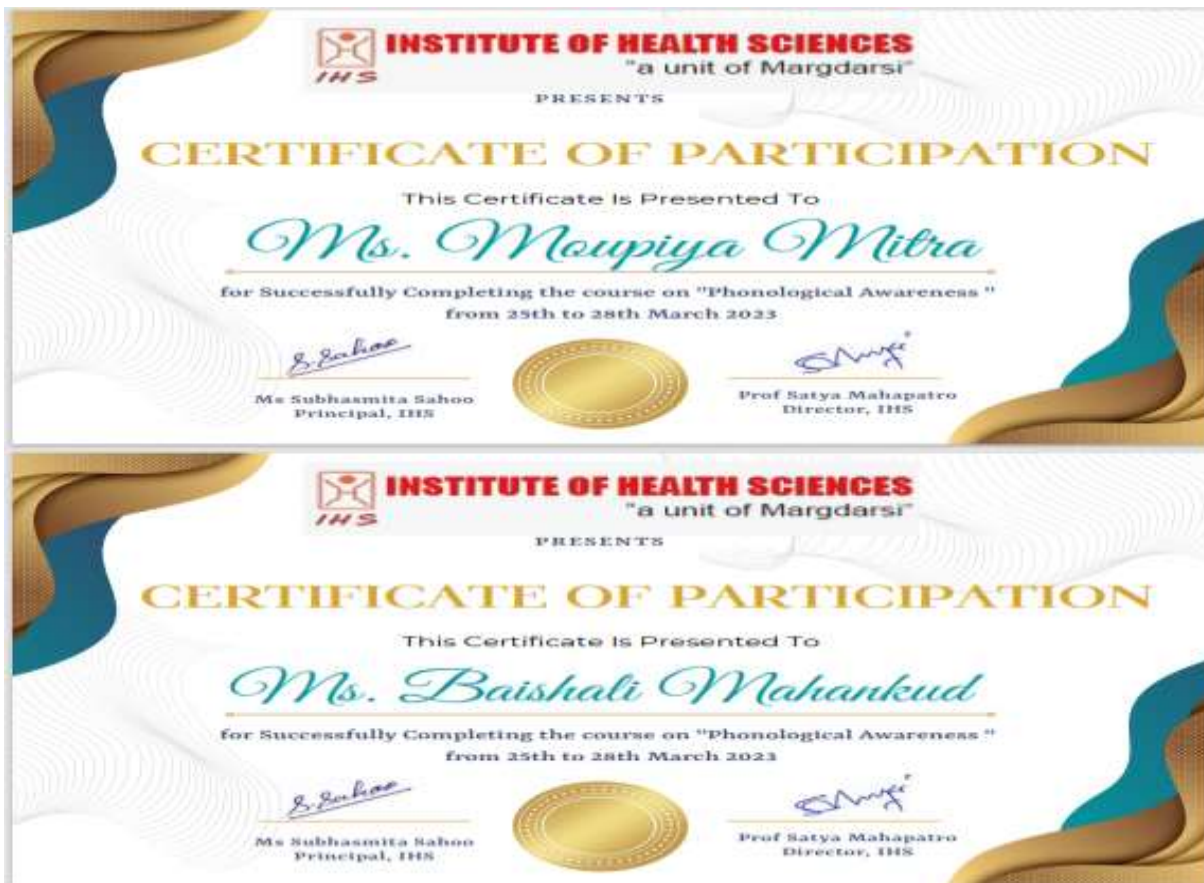 INSTITUTE OF HEALTH SCIENCES
IHS
"a unit of Margdarsi"
PRESENTS
CERTIFICATE OF PARTICIPATION
This Certificate Is Presented To
Ms. Moupiya Mitra
for Successfully Completing the course on "Phonological Awareness "
from 25th to 28th March 2023
S. Sahoo
Ms Subhasmita Sahoo
Principal, IHS
Prof Satya Mahapatro
Director, IHS
INSTITUTE OF HEALTH SCIENCES
IHS
"a unit of Margdarsi"
PRESENTS
CERTIFICATE OF PARTICIPATION
This Certificate Is Presented To
Ms. Baishali Mahankud
for Successfully Completing the course on "Phonological Awareness "
from 25th to 28th March 2023
S. Sahoo
Ms Subhasmita Sahoo
Principal, IHS
Prof Satya Mahapatro
Director, IHS